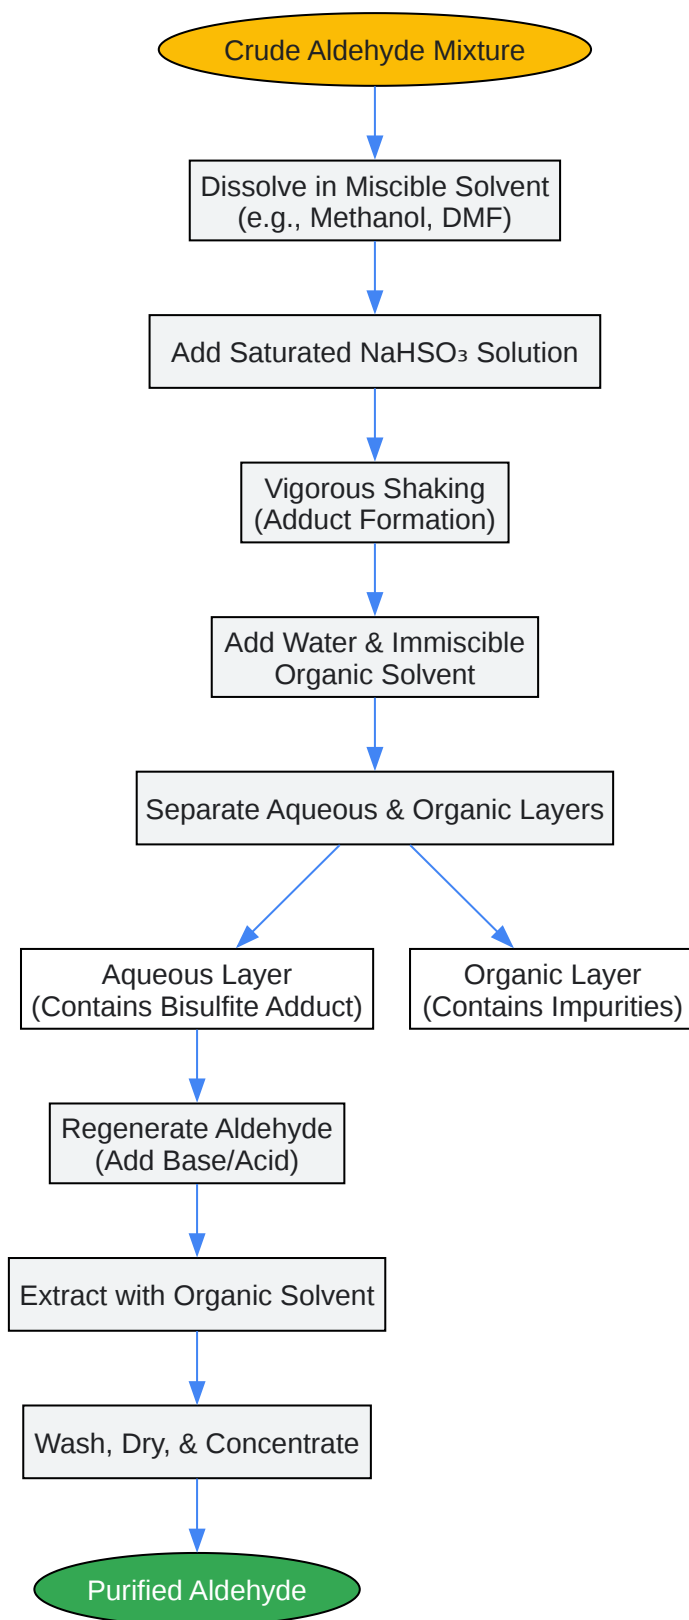 Crude Aldehyde Mixture
Dissolve in Miscible Solvent
(e.g., Methanol, DMF)
Add Saturated NaHSO₃ Solution
Vigorous Shaking
(Adduct Formation)
Add Water & Immiscible
Organic Solvent
Separate Aqueous & Organic Layers
Aqueous Layer
(Contains Bisulfite Adduct)
Organic Layer
(Contains Impurities)
Regenerate Aldehyde
(Add Base/Acid)
Extract with Organic Solvent
Wash, Dry, & Concentrate
Purified Aldehyde